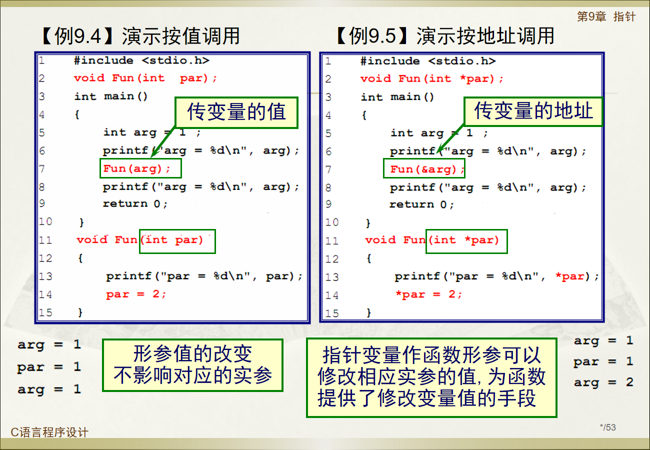 第9章 指针
【例9.4】演示按值调用
1 #include <stdio.h>
2 void Fun(int par);
3 int main()
4 {
传变量的值
5 int arg = 1 ;
6 printf("arg = %d\n", arg);
7 Fun(arg);
8 printf("arg = %d\n", arg);
9 return 0;
10 }
11 void Fun(int par)
12 {
13 printf("par = %d\n", par);
14 par = 2;
15 }
arg = 1
par = 1
arg = 1
形参值的改变
不影响对应的实参
【例9.5】演示按地址调用
1 #include <stdio.h>
2 void Fun(int *par);
3 int main()
4 {
传变量的地址
5 int arg = 1 ;
6 printf("arg = %d\n", arg);
7 Fun(&arg);
8 printf("arg = %d\n", arg);
9 return 0;
10 }
11 void Fun(int *par)
12 {
13 printf("par = %d\n", *par);
14 *par = 2;
15 }
指针变量作函数形参可以
修改相应实参的值, 为函数
提供了修改变量值的手段
arg = 1
par = 1
arg = 2
C语言程序设计
*/53